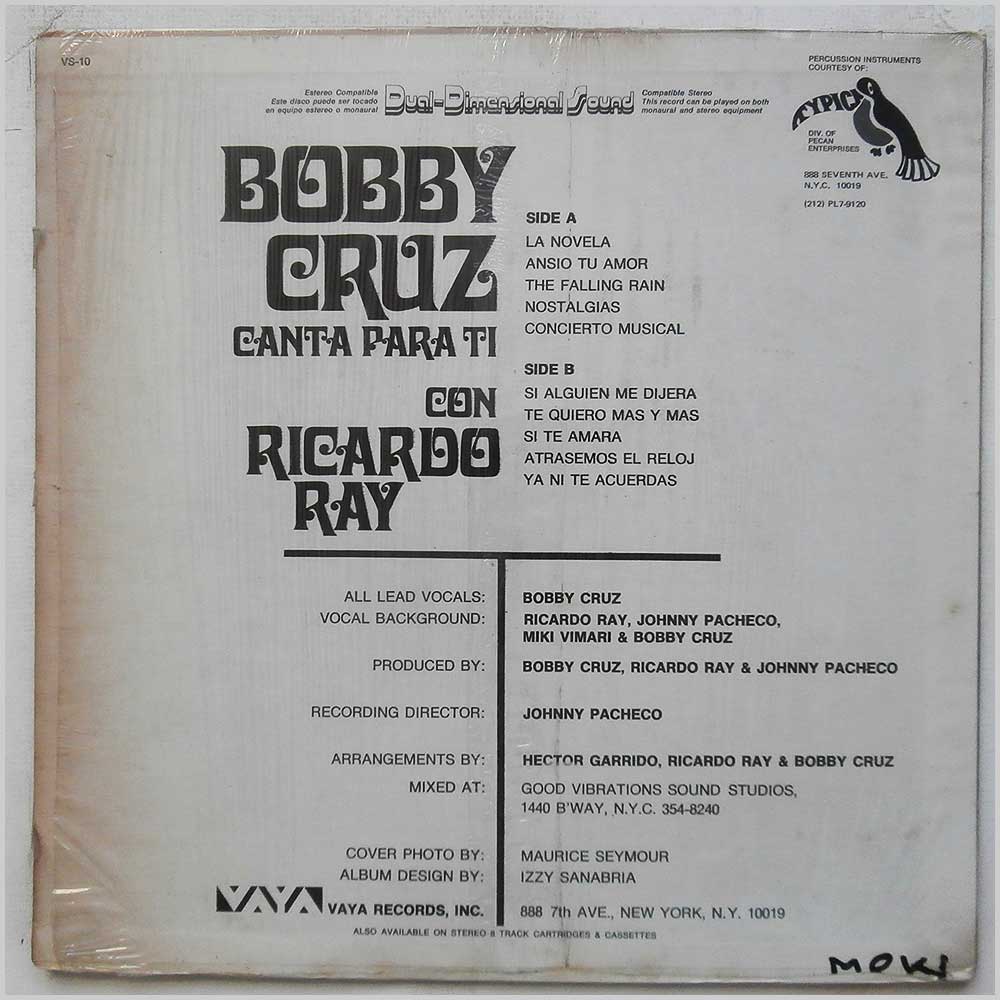 VS-10
Estereo Compatible
Este disco puede ser tocado
en equipo estereo o monaural
Dual-Dimensional Sound
Compatible Stereo
This record can be played on both
monaural and stereo equipment
PERCUSSION INSTRUMENTS
COURTESY OF:
TYPICA
DIV. OF
PECAN
ENTERPRISES
888 SEVENTH AVE.
N.Y.C. 10019
(212) PL7-9120
BOBBY
CRUZ
CANTA PARA TI
CON
RICARDO
RAY
SIDE A
LA NOVELA
ANSIO TU AMOR
THE FALLING RAIN
NOSTALGIAS
CONCIERTO MUSICAL
SIDE B
SI ALGUIEN ME DIJERA
TE QUIERO MAS Y MAS
SI TE AMARA
ATRASEMOS EL RELOJ
YA NI TE ACUERDAS
ALL LEAD VOCALS: BOBBY CRUZ
VOCAL BACKGROUND: RICARDO RAY, JOHNNY PACHECO,
MIKI VIMARI & BOBBY CRUZ
PRODUCED BY: BOBBY CRUZ, RICARDO RAY & JOHNNY PACHECO
RECORDING DIRECTOR: JOHNNY PACHECO
ARRANGEMENTS BY: HECTOR GARRIDO, RICARDO RAY & BOBBY CRUZ
MIXED AT: GOOD VIBRATIONS SOUND STUDIOS,
1440 B'WAY, N.Y.C. 354-8240
COVER PHOTO BY: MAURICE SEYMOUR
ALBUM DESIGN BY: IZZY SANABRIA
VAYA VAYA RECORDS, INC. 888 7th AVE., NEW YORK, N.Y. 10019
ALSO AVAILABLE ON STEREO 8 TRACK CARTRIDGES & CASSETTES
MOKI